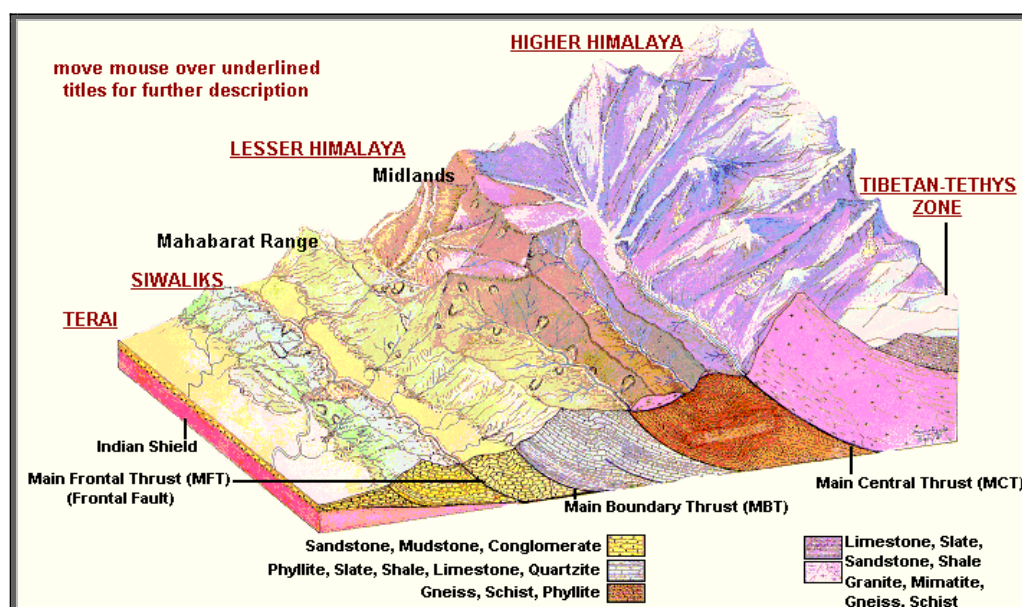 HIGHER HIMALAYA
move mouse over underlined
titles for further description
LESSER HIMALAYA
Midlands
TIBETAN-TETHYS
ZONE
Mahabarat Range
SIWALIKS
TERAI
Indian Shield
Main Frontal Thrust (MFT)
(Frontal Fault)
Main Central Thrust (MCT)
Main Boundary Thrust (MBT)
Sandstone, Mudstone, Conglomerate
Phyllite, Slate, Shale, Limestone, Quartzite
Gneiss, Schist, Phyllite
Limestone, Slate,
Sandstone, Shale
Granite, Mimatite,
Gneiss, Schist